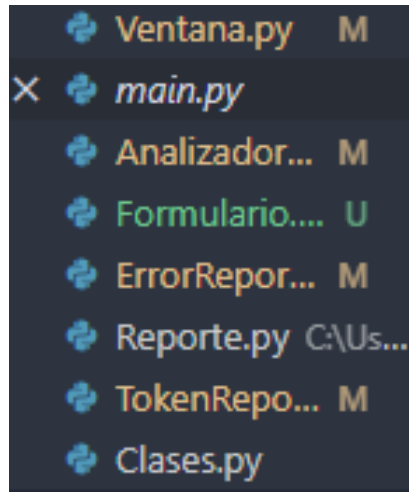 Ventana.py M
main.py
Analizador... M
Formulario.... U
ErrorRepor... M
Reporte.py C:\Us...
TokenRepo... M
Clases.py